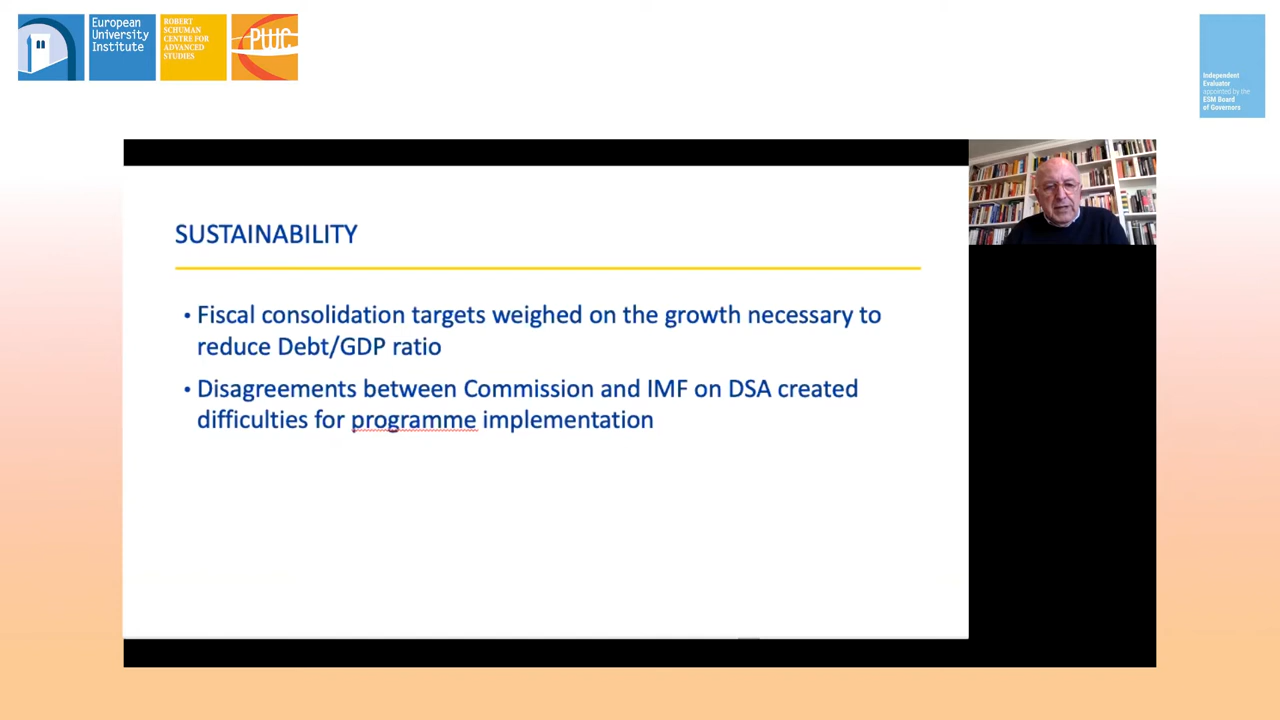 European
University
Institute
ROBERT
SCHUMAN
CENTRE FOR
ADVANCED
STUDIES
PWC
Independent
Evaluator
appointed by the
ESM Board
of Governors
SUSTAINABILITY
• Fiscal consolidation targets weighed on the growth necessary to
reduce Debt/GDP ratio
• Disagreements between Commission and IMF on DSA created
difficulties for programme implementation